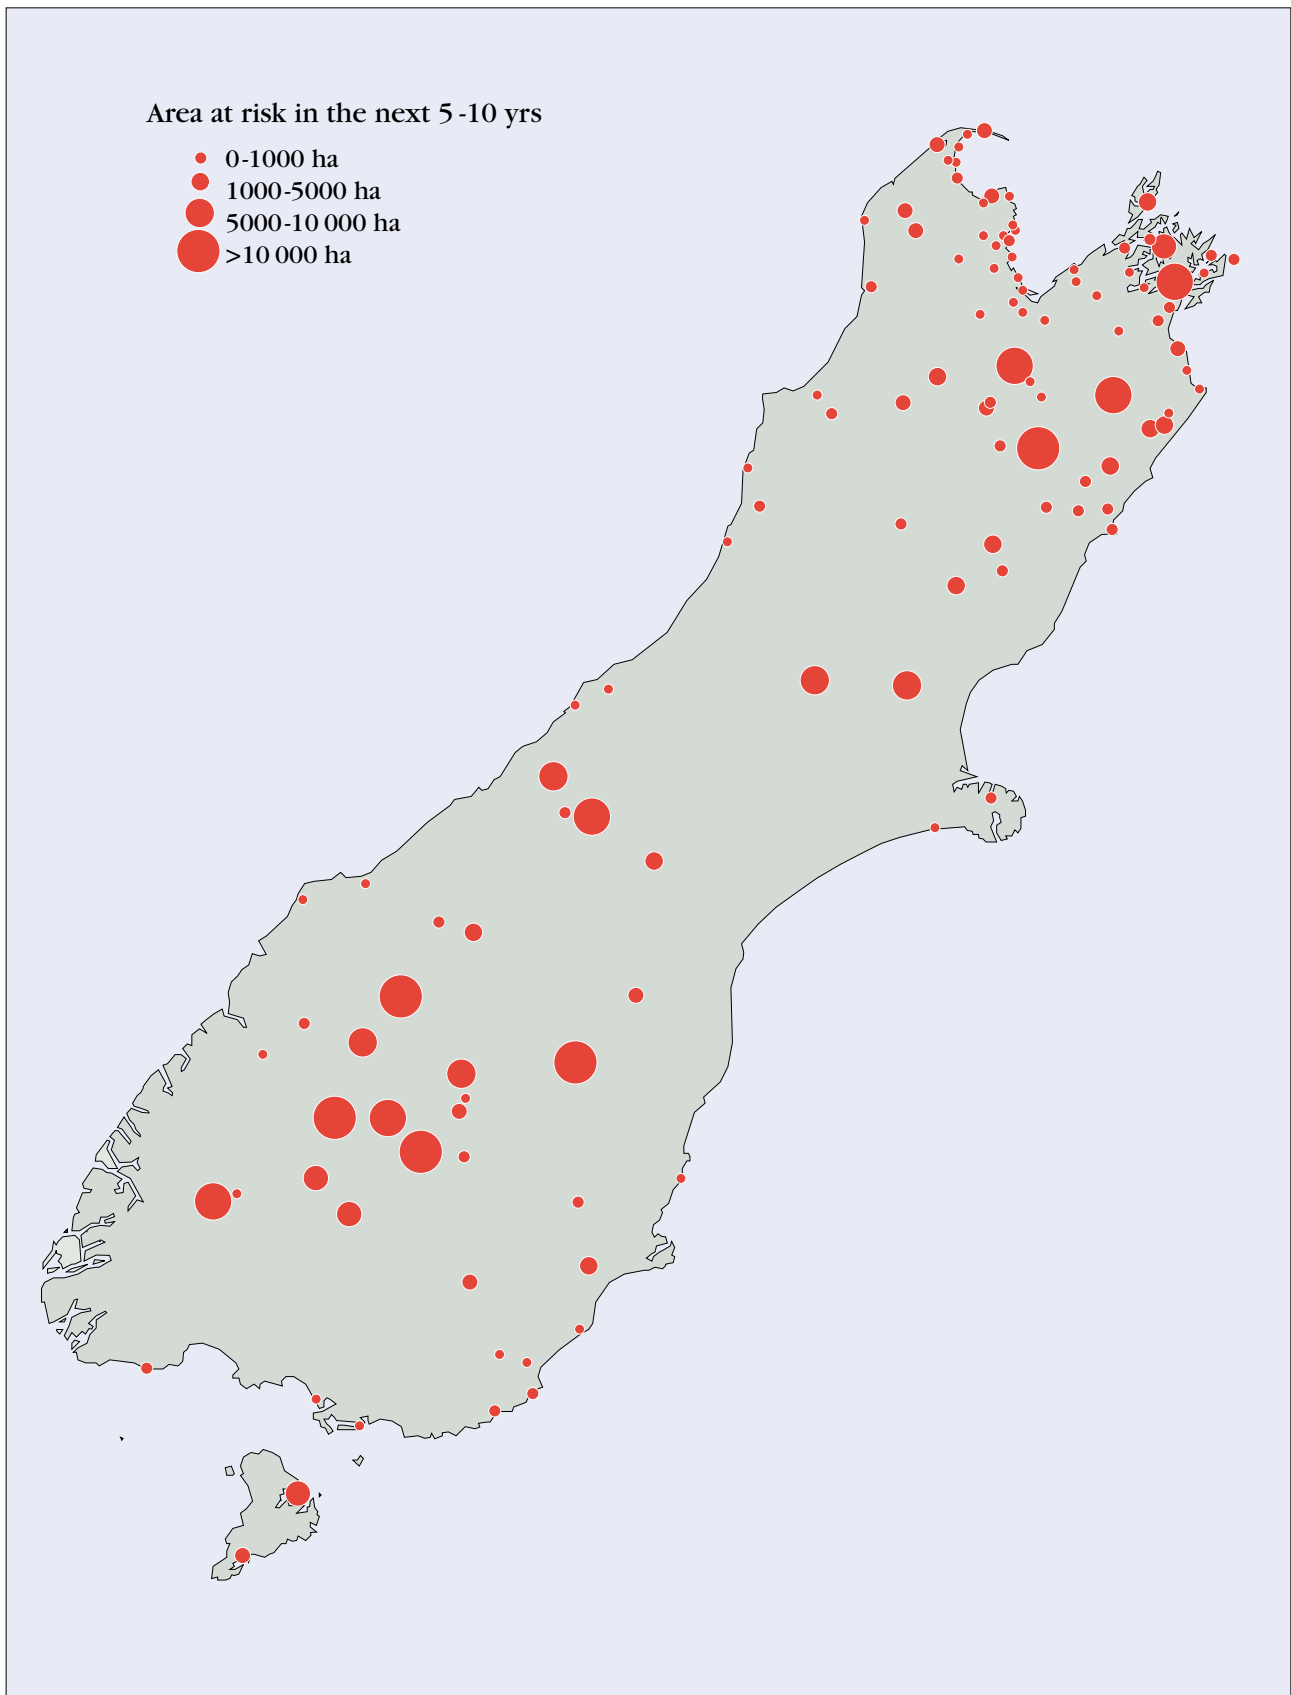 Area at risk in the next 5-10 yrs
0-1000 ha
1000-5000 ha
5000-10 000 ha
>10 000 ha